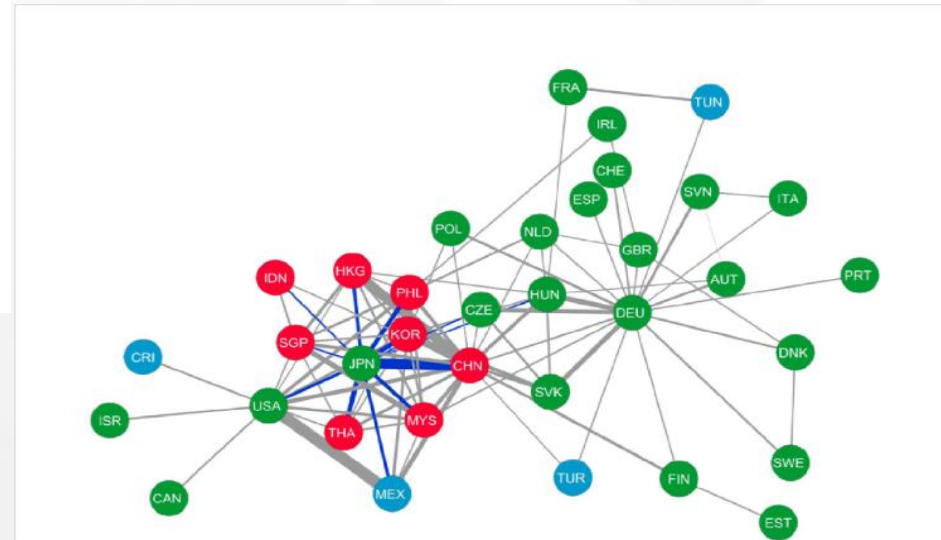 FRA
TUN
IRL
CHE
ESP
SVN
ITA
POL
NLD
GBR
IDN
HKG
PHL
HUN
AUT
PRT
CZE
DEU
KOR
SGP
JPN
CHN
DNK
CRI
SVK
USA
ISR
THA
MYS
SWE
CAN
MEX
TUR
FIN
EST